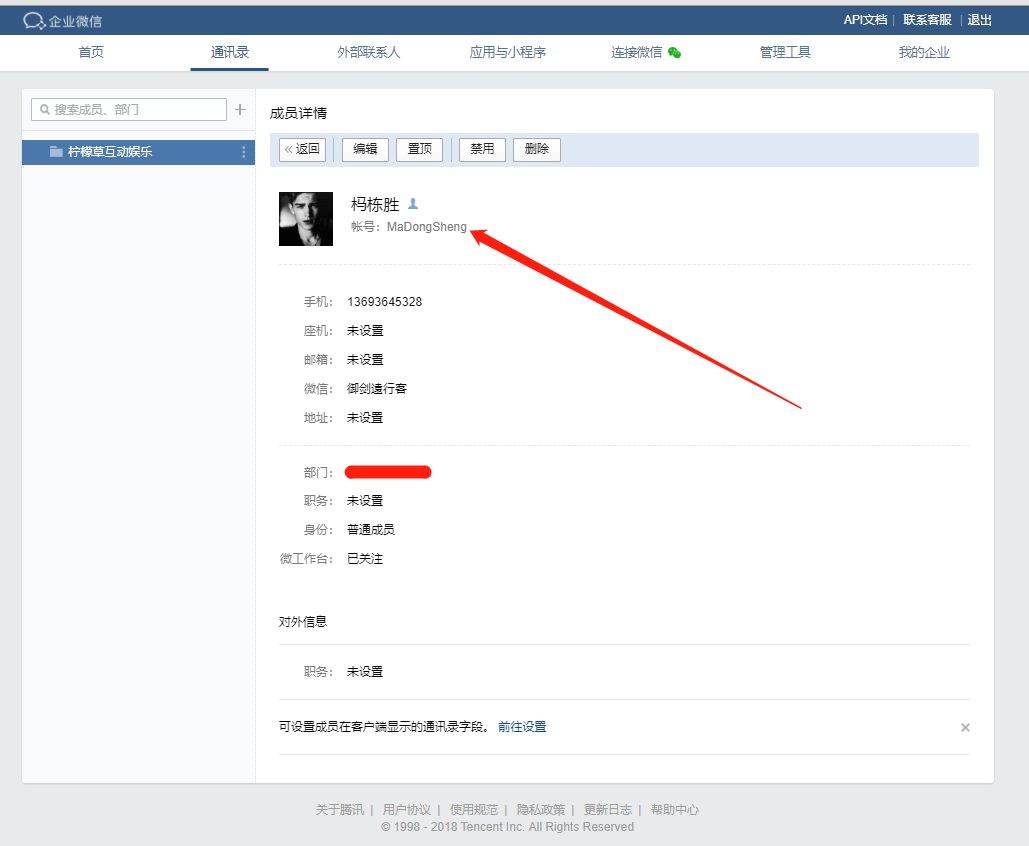 企业微信
API文档 | 联系客服 | 退出
首页 通讯录 外部联系人 应用与小程序 连接微信 管理工具 我的企业
搜索成员、部门 +
柠檬草互动娱乐
成员详情
«返回 编辑 置顶 禁用 删除
杩栋胜
帐号：MaDongSheng
手机： 13693645328
座机： 未设置
邮箱： 未设置
微信： 御剑遠行客
地址： 未设置
部门：
职务： 未设置
身份： 普通成员
微工作台： 已关注
对外信息
职务： 未设置
可设置成员在客户端显示的通讯录字段。 前往设置 ×
关于腾讯 | 用户协议 | 使用规范 | 隐私政策 | 更新日志 | 帮助中心
© 1998 - 2018 Tencent Inc. All Rights Reserved